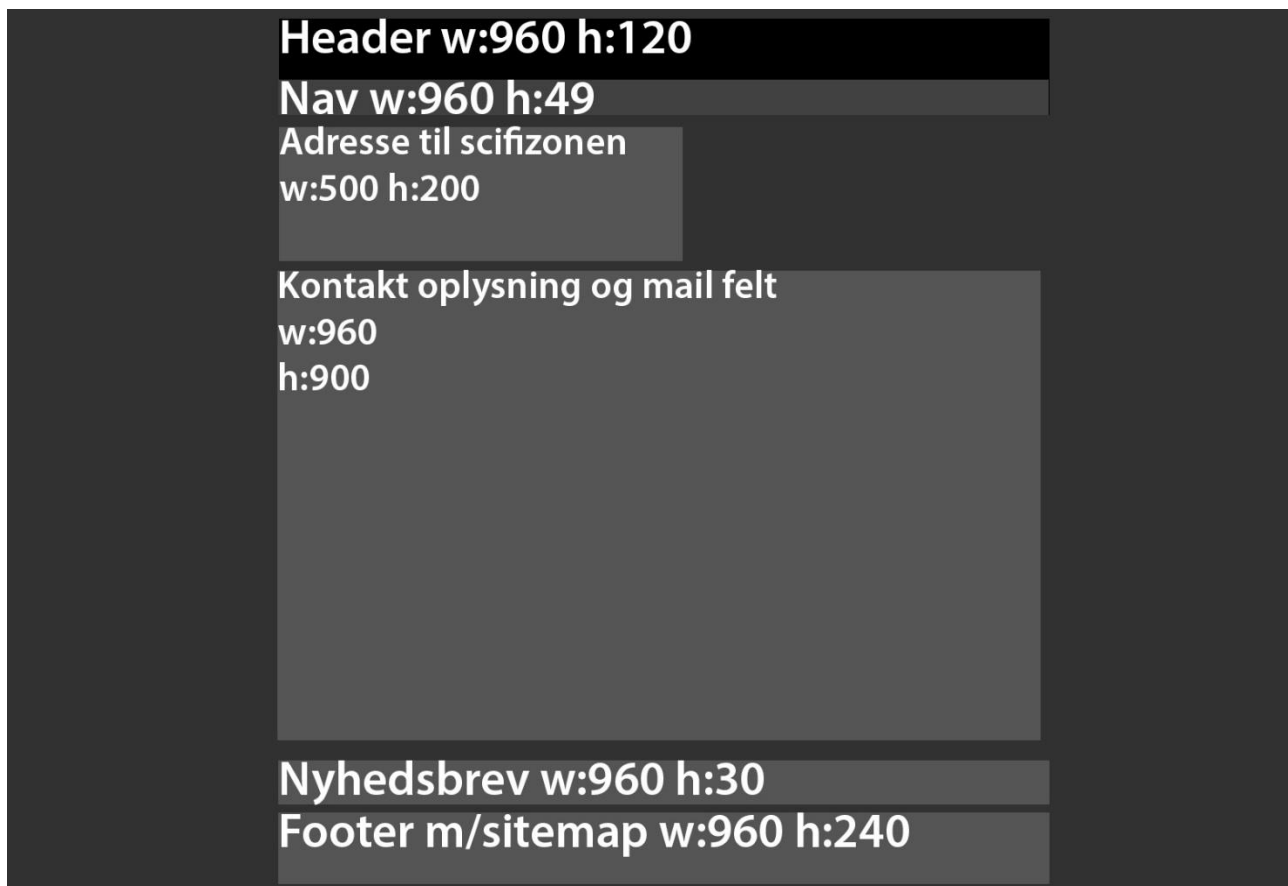 Header w:960 h:120
Nav w:960 h:49
Adresse til scifizonen
w:500 h:200
Kontakt oplysning og mail felt
w:960
h:900
Nyhedsbrev w:960 h:30
Footer m/sitemap w:960 h:240